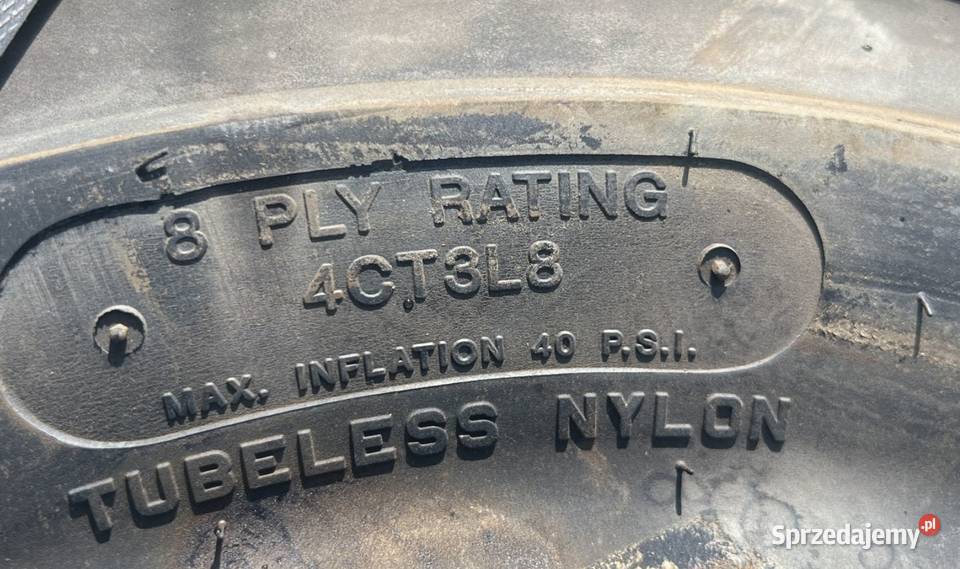 8 PLY RATING
4CT3L8
MAX. INFLATION 40 P.S.I.
TUBELESS NYLON
Sprzedajemy.pl